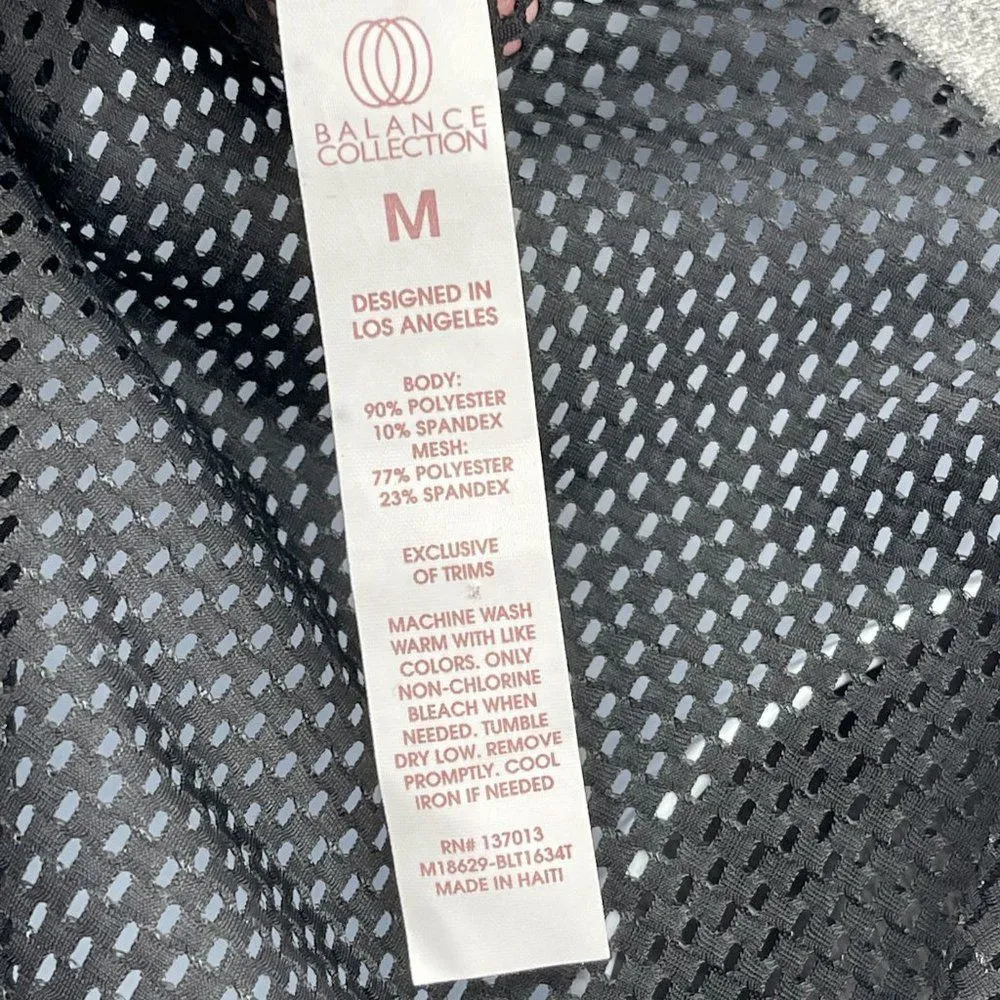 BALANCE
COLLECTION
M
DESIGNED IN
LOS ANGELES
BODY:
90% POLYESTER
10% SPANDEX
MESH:
77% POLYESTER
23% SPANDEX
EXCLUSIVE
OF TRIMS
MACHINE WASH
WARM WITH LIKE
COLORS. ONLY
NON-CHLORINE
BLEACH WHEN
NEEDED. TUMBLE
DRY LOW. REMOVE
PROMPTLY. COOL
IRON IF NEEDED
RN# 137013
M18629-BLT1634T
MADE IN HAITI